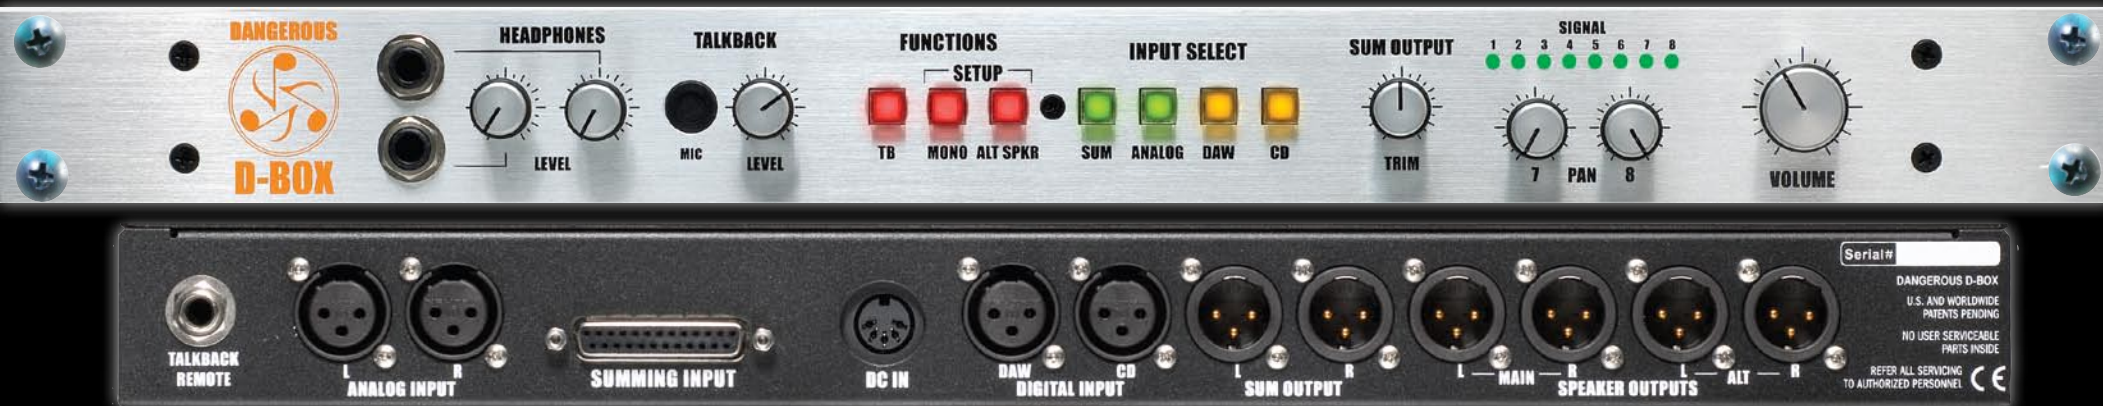 DANGEROUS
D-BOX
HEADPHONES
LEVEL
TALKBACK
MIC
LEVEL
FUNCTIONS
SETUP
TB
MONO
ALT SPKR
INPUT SELECT
SUM
ANALOG
DAW
CD
SUM OUTPUT
TRIM
SIGNAL
1 2 3 4 5 6 7 8
7 PAN 8
VOLUME
TALKBACK
REMOTE
L R
ANALOG INPUT
SUMMING INPUT
DC IN
DAW CD
DIGITAL INPUT
L R
SUM OUTPUT
L MAIN R
L ALT R
SPEAKER OUTPUTS
Serial#
DANGEROUS D-BOX
U.S. AND WORLDWIDE
PATENTS PENDING
NO USER SERVICEABLE
PARTS INSIDE
REFER ALL SERVICING
TO AUTHORIZED PERSONNEL
CE